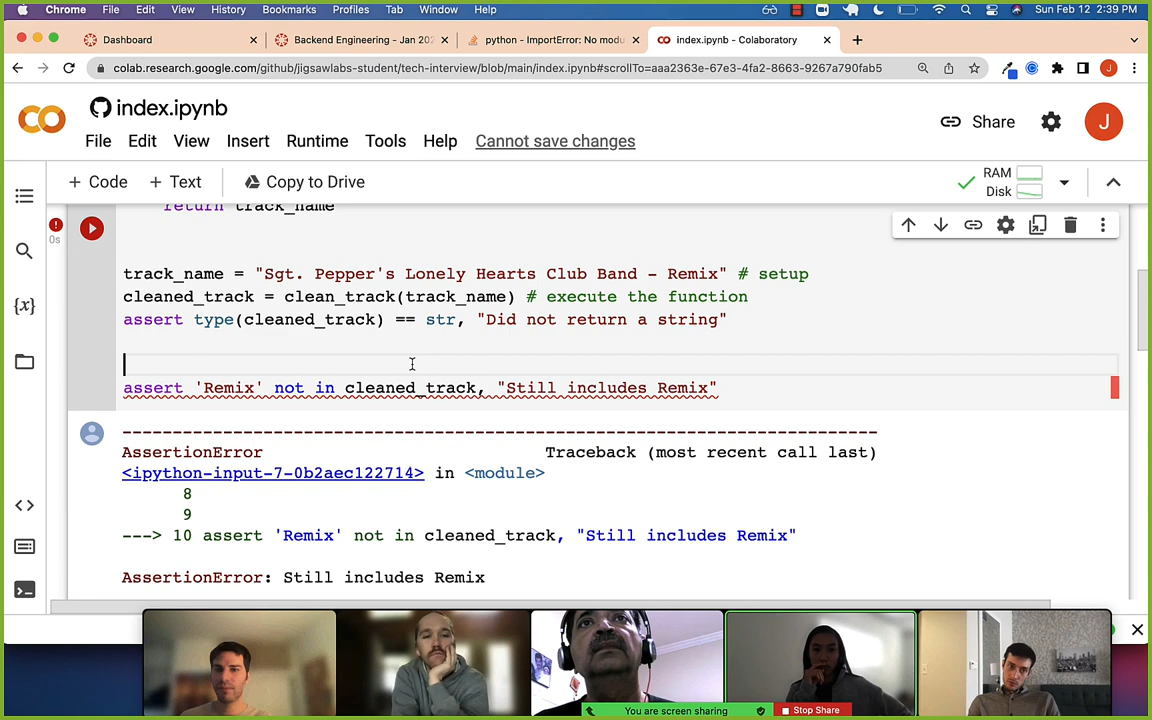 Chrome File Edit View History Bookmarks Profiles Tab Window Help Sun Feb 12 2:39 PM
Dashboard Backend Engineering - Jan 202 python - ImportError: No modu index.ipynb - Colaboratory
colab.research.google.com/github/jigsawlabs-student/tech-interview/blob/main/index.ipynb#scrollTo=aaa2363e-67e3-4fa2-8663-9267a790fab5 J
index.ipynb
Share J
File Edit View Insert Runtime Tools Help Cannot save changes
+ Code + Text Copy to Drive
RAM
Disk
return track_name
0s
track_name = "Sgt. Pepper's Lonely Hearts Club Band - Remix" # setup
cleaned_track = clean_track(track_name) # execute the function
assert type(cleaned_track) == str, "Did not return a string"
assert 'Remix' not in cleaned_track, "Still includes Remix"
---------------------------------------------------------------------------
AssertionError Traceback (most recent call last)
<ipython-input-7-0b2aec122714> in <module>
8
9
---> 10 assert 'Remix' not in cleaned_track, "Still includes Remix"
AssertionError: Still includes Remix
You are screen sharing Stop Share